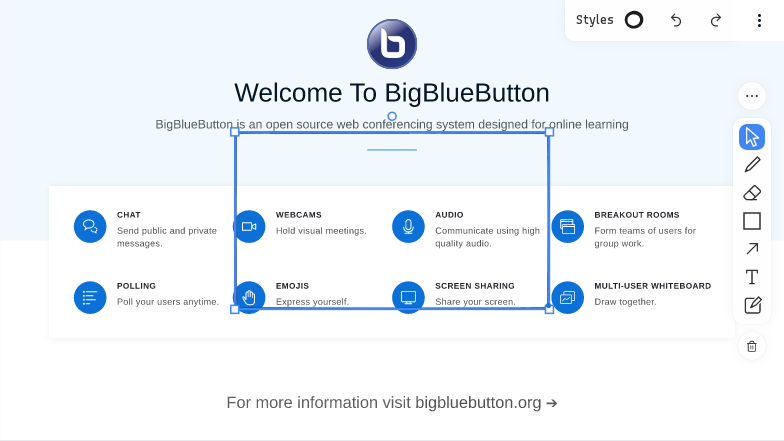 Styles
Welcome To BigBlueButton
BigBlueButton is an open source web conferencing system designed for online learning
CHAT
Send public and private
messages.
WEBCAMS
Hold visual meetings.
AUDIO
Communicate using high
quality audio.
BREAKOUT ROOMS
Form teams of users for
group work.
POLLING
Poll your users anytime.
EMOJIS
Express yourself.
SCREEN SHARING
Share your screen.
MULTI-USER WHITEBOARD
Draw together.
For more information visit bigbluebutton.org →